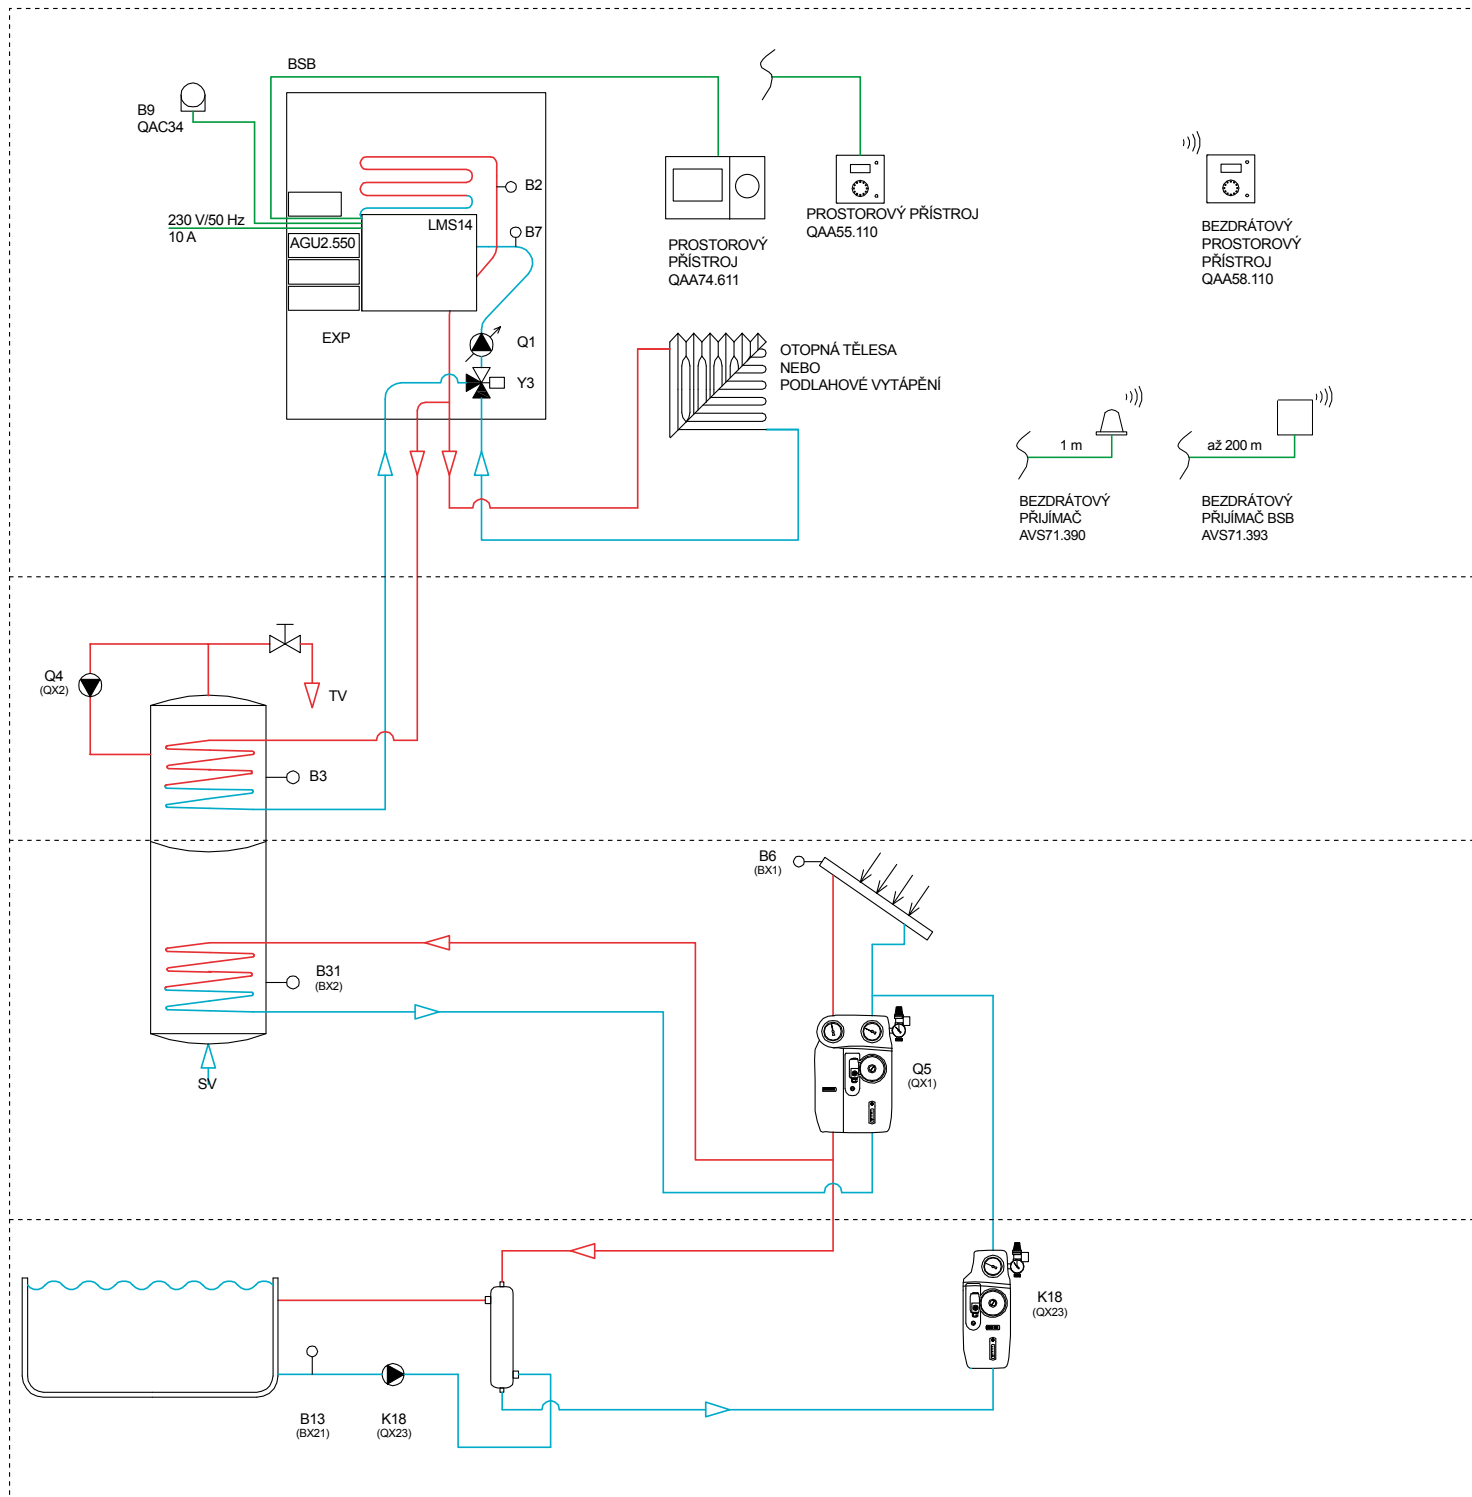 BSB
B9
QAC34
B2
230 V/50 Hz
10 A
LMS14
B7
AGU2.550
EXP
Q1
Y3
PROSTOROVÝ
PŘÍSTROJ
QAA74.611
PROSTOROVÝ PŘÍSTROJ
QAA55.110
BEZDRÁTOVÝ
PROSTOROVÝ
PŘÍSTROJ
QAA58.110
OTOPNÁ TĚLESA
NEBO
PODLAHOVÉ VYTÁPĚNÍ
1 m
až 200 m
BEZDRÁTOVÝ
PŘIJÍMAČ
AVS71.390
BEZDRÁTOVÝ
PŘIJÍMAČ BSB
AVS71.393
Q4
(QX2)
TV
B3
B6
(BX1)
B31
(BX2)
SV
Q5
(QX1)
K18
(QX23)
B13
(BX21)
K18
(QX23)